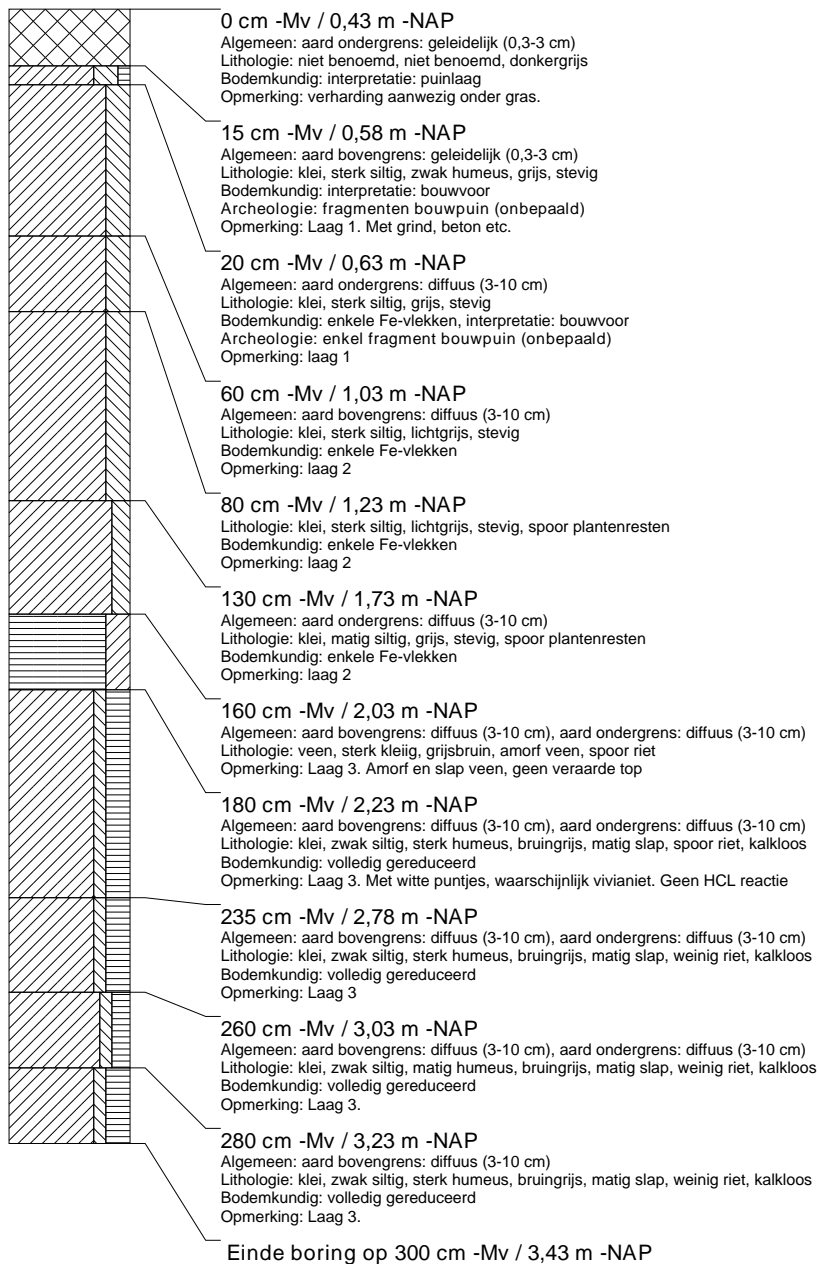 0 cm -Mv / 0,43 m -NAP
Algemeen: aard ondergrens: geleidelijk (0,3-3 cm)
Lithologie: niet benoemd, niet benoemd, donkergrijs
Bodemkundig: interpretatie: puinlaag
Opmerking: verharding aanwezig onder gras.
15 cm -Mv / 0,58 m -NAP
Algemeen: aard bovengrens: geleidelijk (0,3-3 cm)
Lithologie: klei, sterk siltig, zwak humeus, grijs, stevig
Bodemkundig: interpretatie: bouwvoor
Archeologie: fragmenten bouwpuin (onbepaald)
Opmerking: Laag 1. Met grind, beton etc.
20 cm -Mv / 0,63 m -NAP
Algemeen: aard ondergrens: diffuus (3-10 cm)
Lithologie: klei, sterk siltig, grijs, stevig
Bodemkundig: enkele Fe-vlekken, interpretatie: bouwvoor
Archeologie: enkel fragment bouwpuin (onbepaald)
Opmerking: laag 1
60 cm -Mv / 1,03 m -NAP
Algemeen: aard bovengrens: diffuus (3-10 cm)
Lithologie: klei, sterk siltig, lichtgrijs, stevig
Bodemkundig: enkele Fe-vlekken
Opmerking: laag 2
80 cm -Mv / 1,23 m -NAP
Lithologie: klei, sterk siltig, lichtgrijs, stevig, spoor plantenresten
Bodemkundig: enkele Fe-vlekken
Opmerking: laag 2
130 cm -Mv / 1,73 m -NAP
Algemeen: aard ondergrens: diffuus (3-10 cm)
Lithologie: klei, matig siltig, grijs, stevig, spoor plantenresten
Bodemkundig: enkele Fe-vlekken
Opmerking: laag 2
160 cm -Mv / 2,03 m -NAP
Algemeen: aard bovengrens: diffuus (3-10 cm), aard ondergrens: diffuus (3-10 cm)
Lithologie: veen, sterk kleiig, grijsbruin, amorf veen, spoor riet
Opmerking: Laag 3. Amorf en slap veen, geen veraarde top
180 cm -Mv / 2,23 m -NAP
Algemeen: aard bovengrens: diffuus (3-10 cm), aard ondergrens: diffuus (3-10 cm)
Lithologie: klei, zwak siltig, sterk humeus, bruingrijs, matig slap, spoor riet, kalkloos
Bodemkundig: volledig gereduceerd
Opmerking: Laag 3. Met witte puntjes, waarschijnlijk vivianiet. Geen HCL reactie
235 cm -Mv / 2,78 m -NAP
Algemeen: aard bovengrens: diffuus (3-10 cm), aard ondergrens: diffuus (3-10 cm)
Lithologie: klei, zwak siltig, sterk humeus, bruingrijs, matig slap, weinig riet, kalkloos
Bodemkundig: volledig gereduceerd
Opmerking: Laag 3
260 cm -Mv / 3,03 m -NAP
Algemeen: aard bovengrens: diffuus (3-10 cm), aard ondergrens: diffuus (3-10 cm)
Lithologie: klei, zwak siltig, matig humeus, bruingrijs, matig slap, weinig riet, kalkloos
Bodemkundig: volledig gereduceerd
Opmerking: Laag 3.
280 cm -Mv / 3,23 m -NAP
Algemeen: aard bovengrens: diffuus (3-10 cm)
Lithologie: klei, zwak siltig, sterk humeus, bruingrijs, matig slap, weinig riet, kalkloos
Bodemkundig: volledig gereduceerd
Opmerking: Laag 3.
Einde boring op 300 cm -Mv / 3,43 m -NAP